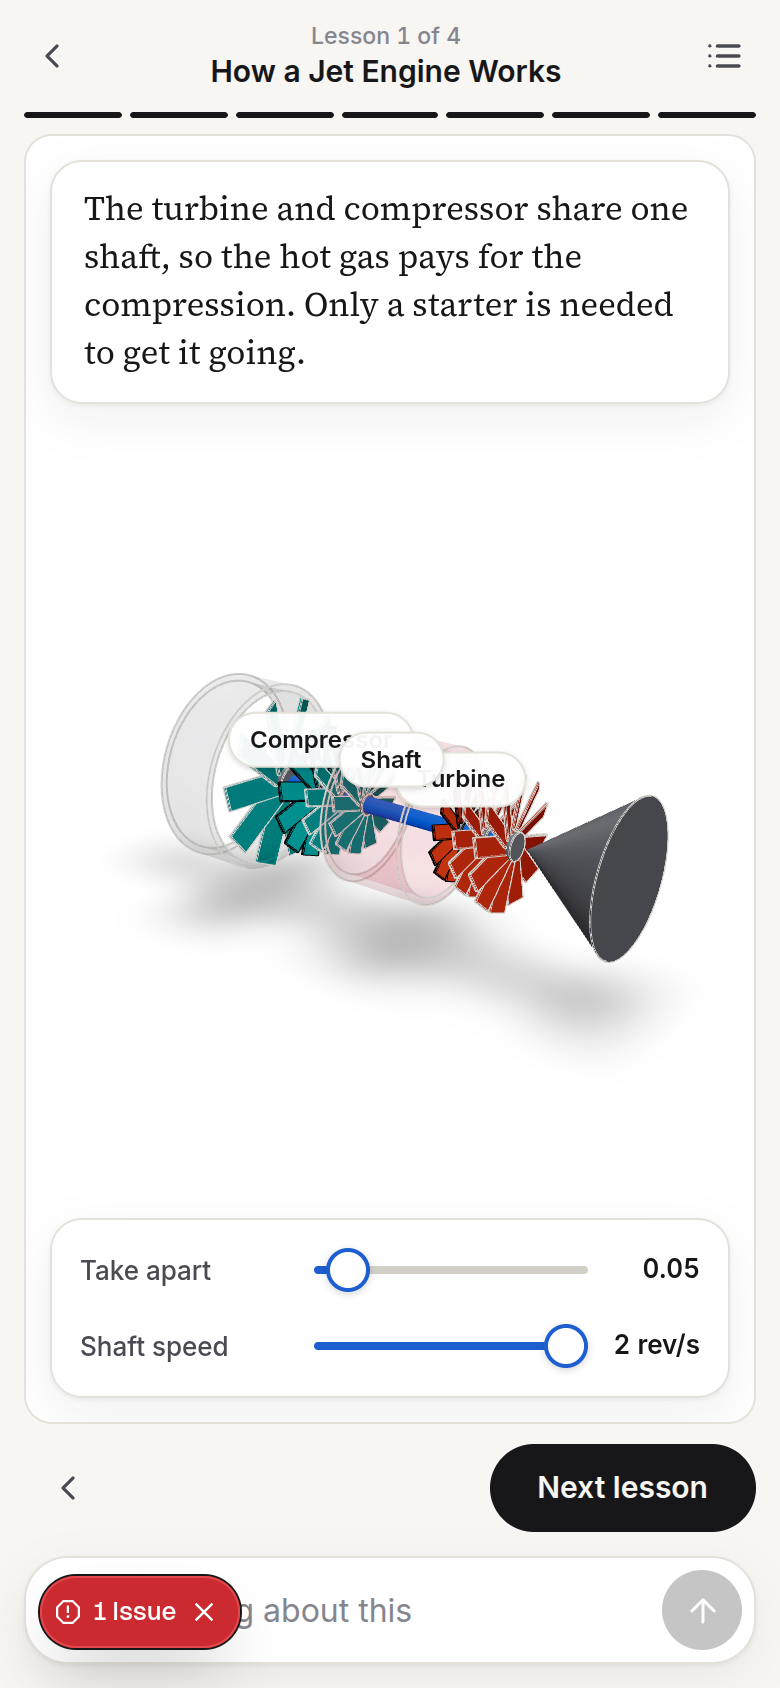 Lesson 1 of 4
How a Jet Engine Works
The turbine and compressor share one
shaft, so the hot gas pays for the
compression. Only a starter is needed
to get it going.
Compressor
Shaft
Turbine
Take apart
0.05
Shaft speed
2 rev/s
Next lesson
1 Issue
about this